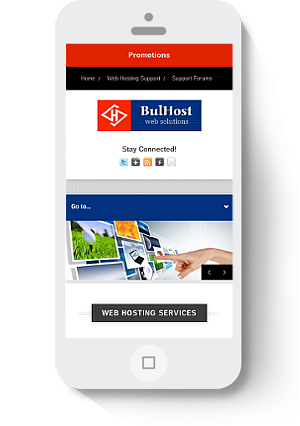 Promotions
Home / Web Hosting Support / Support Forums
BulHost
web solutions
Stay Connected!
Go to...
WEB HOSTING SERVICES